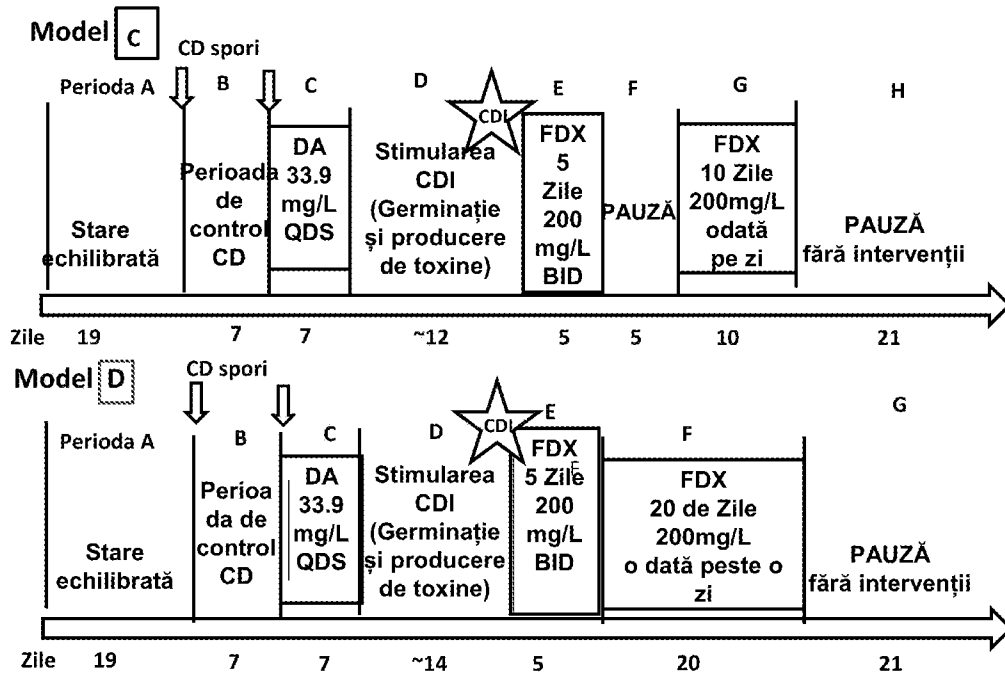 Model C
CD spori
Perioda A
B
C
D
E
F
G
H
CDI
Stare
echilibrată
Perioada
de
control
CD
DA
33.9
mg/L
QDS
Stimularea
CDI
(Germinație
și producere
de toxine)
FDX
5
Zile
200
mg/L
BID
PAUZĂ
FDX
10 Zile
200mg/L
odată
pe zi
PAUZĂ
fără intervenții
Zile 19 7 7 ~12 5 5 10 21
Model D
CD spori
Perioda A
B
C
D
E
F
G
CDI
Stare
echilibrată
Perioa
da de
control
CD
DA
33.9
mg/L
QDS
Stimularea
CDI
(Germinație
și producere
de toxine)
FDX
5 Zile
E
200
mg/L
BID
FDX
20 de Zile
200mg/L
o dată peste o
zi
PAUZĂ
fără intervenții
Zile 19 7 7 ~14 5 20 21